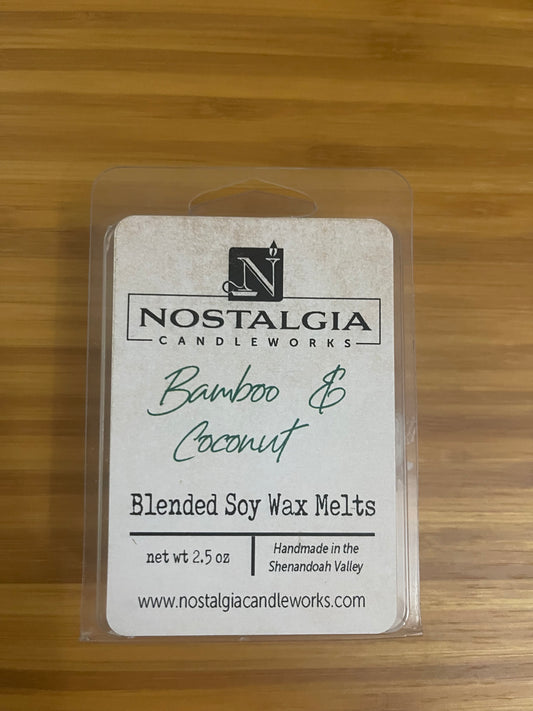 N
NOSTALGIA
CANDLEWORKS
Bamboo &
Coconut
Blended Soy Wax Melts
net wt 2.5 oz
Handmade in the
Shenandoah Valley
www.nostalgiacandleworks.com